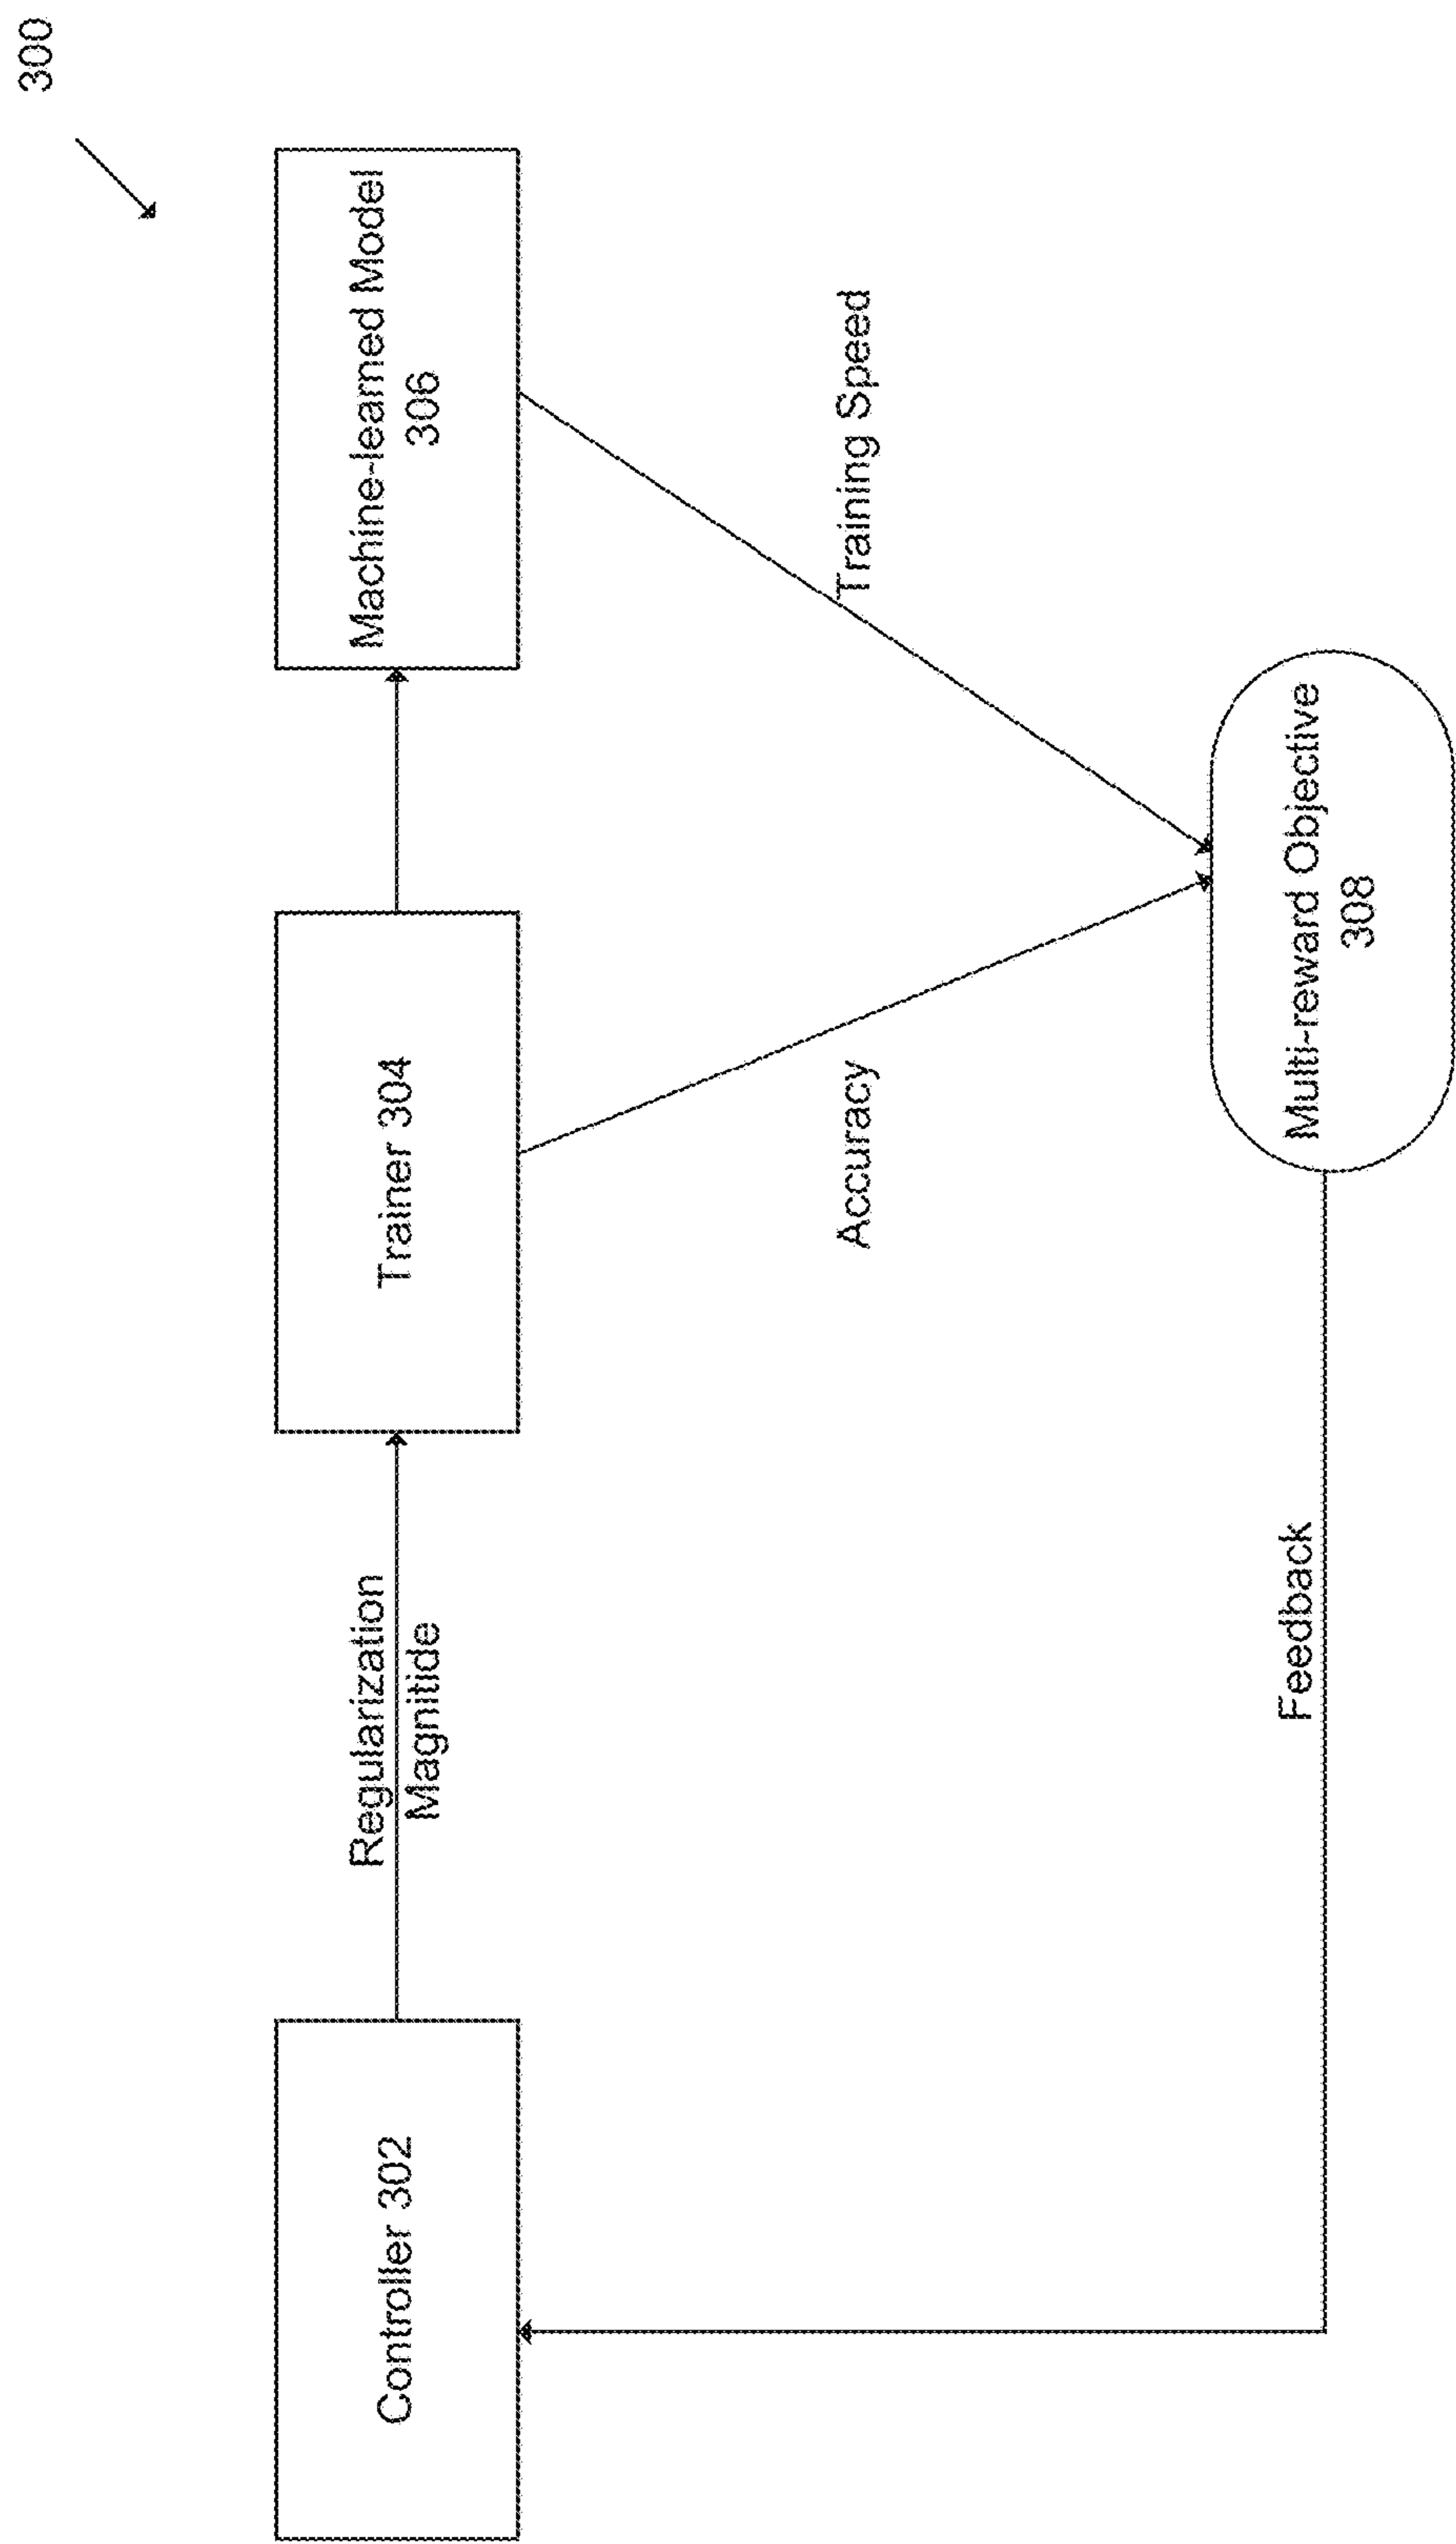 300
Controller 302
Regularization
Magnitide
Trainer 304
Machine-learned Model
306
Accuracy
Training Speed
Feedback
Multi-reward Objective
308